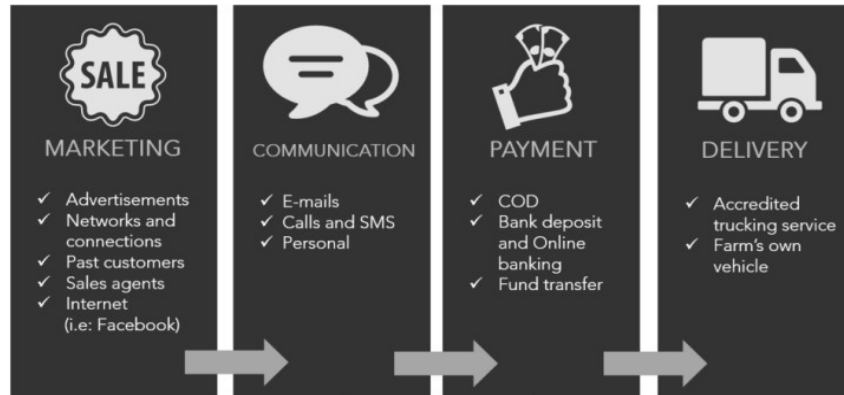 SALE
MARKETING
✓ Advertisements
✓ Networks and
connections
✓ Past customers
✓ Sales agents
✓ Internet
(i.e: Facebook)
COMMUNICATION
✓ E-mails
✓ Calls and SMS
✓ Personal
PAYMENT
✓ COD
✓ Bank deposit
and Online
banking
✓ Fund transfer
DELIVERY
✓ Accredited
trucking service
✓ Farm's own
vehicle